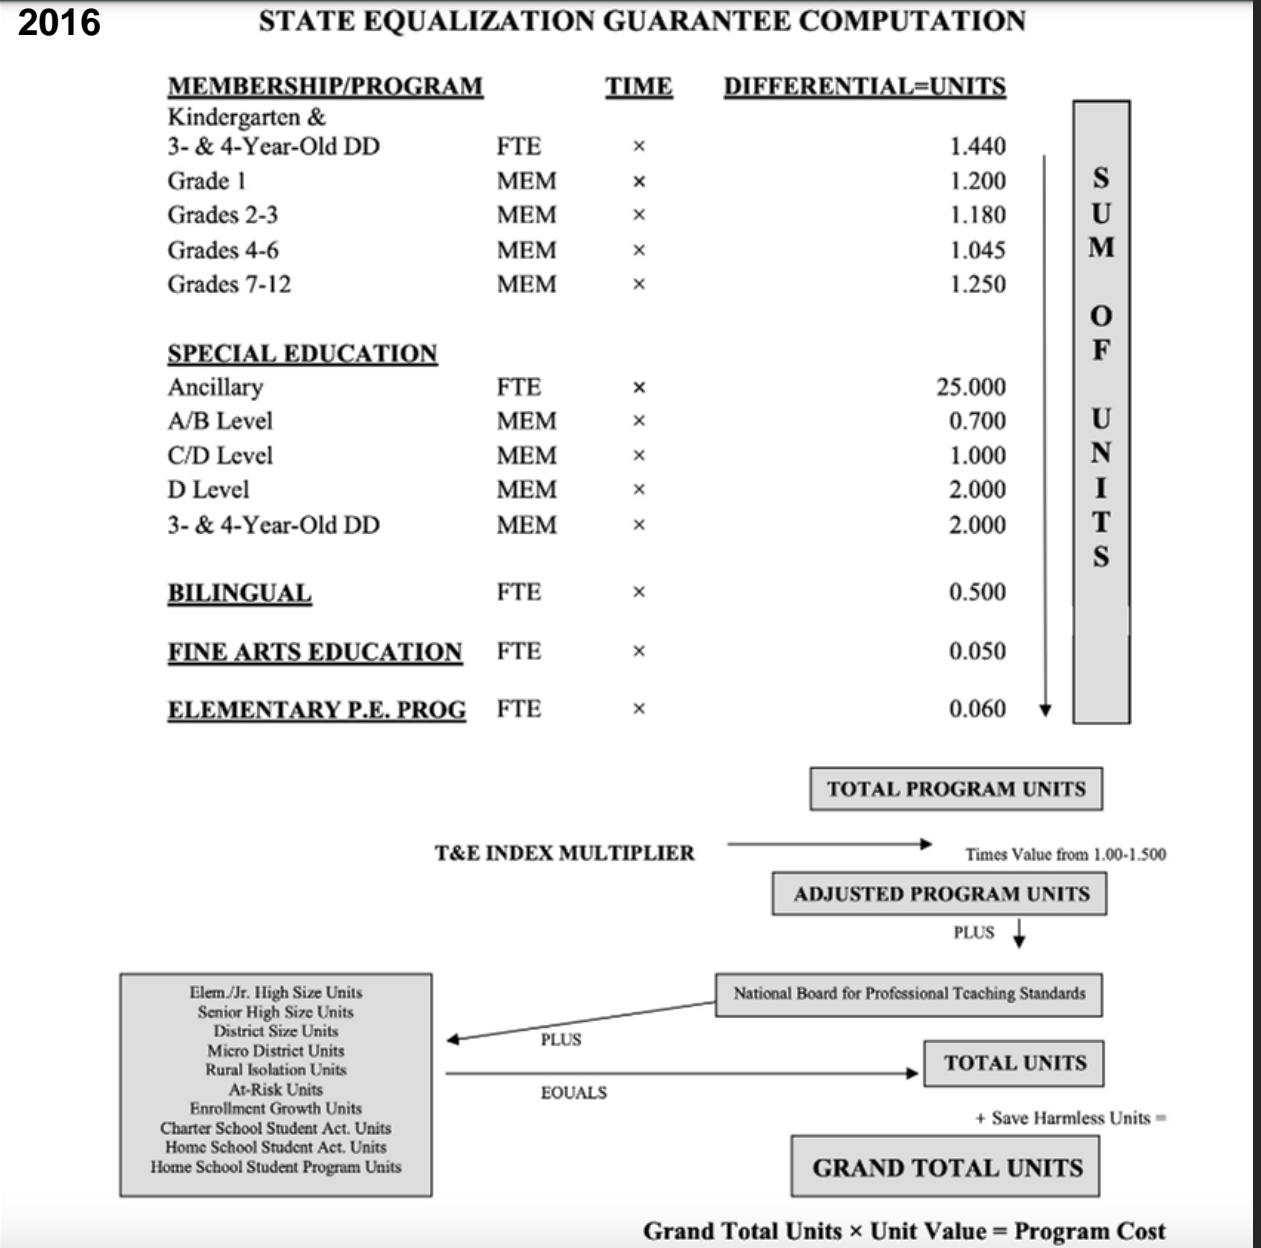 2016
STATE EQUALIZATION GUARANTEE COMPUTATION
MEMBERSHIP/PROGRAM TIME DIFFERENTIAL=UNITS
Kindergarten &
3- & 4-Year-Old DD FTE × 1.440
Grade 1 MEM × 1.200
Grades 2-3 MEM × 1.180
Grades 4-6 MEM × 1.045
Grades 7-12 MEM × 1.250
SPECIAL EDUCATION
Ancillary FTE × 25.000
A/B Level MEM × 0.700
C/D Level MEM × 1.000
D Level MEM × 2.000
3- & 4-Year-Old DD MEM × 2.000
BILINGUAL FTE × 0.500
FINE ARTS EDUCATION FTE × 0.050
ELEMENTARY P.E. PROG FTE × 0.060
SUM OF UNITS
TOTAL PROGRAM UNITS
T&E INDEX MULTIPLIER Times Value from 1.00-1.500
ADJUSTED PROGRAM UNITS
PLUS
National Board for Professional Teaching Standards
PLUS
Elem./Jr. High Size Units
Senior High Size Units
District Size Units
Micro District Units
Rural Isolation Units
At-Risk Units
Enrollment Growth Units
Charter School Student Act. Units
Home School Student Act. Units
Home School Student Program Units
EQUALS
TOTAL UNITS
+ Save Harmless Units =
GRAND TOTAL UNITS
Grand Total Units × Unit Value = Program Cost